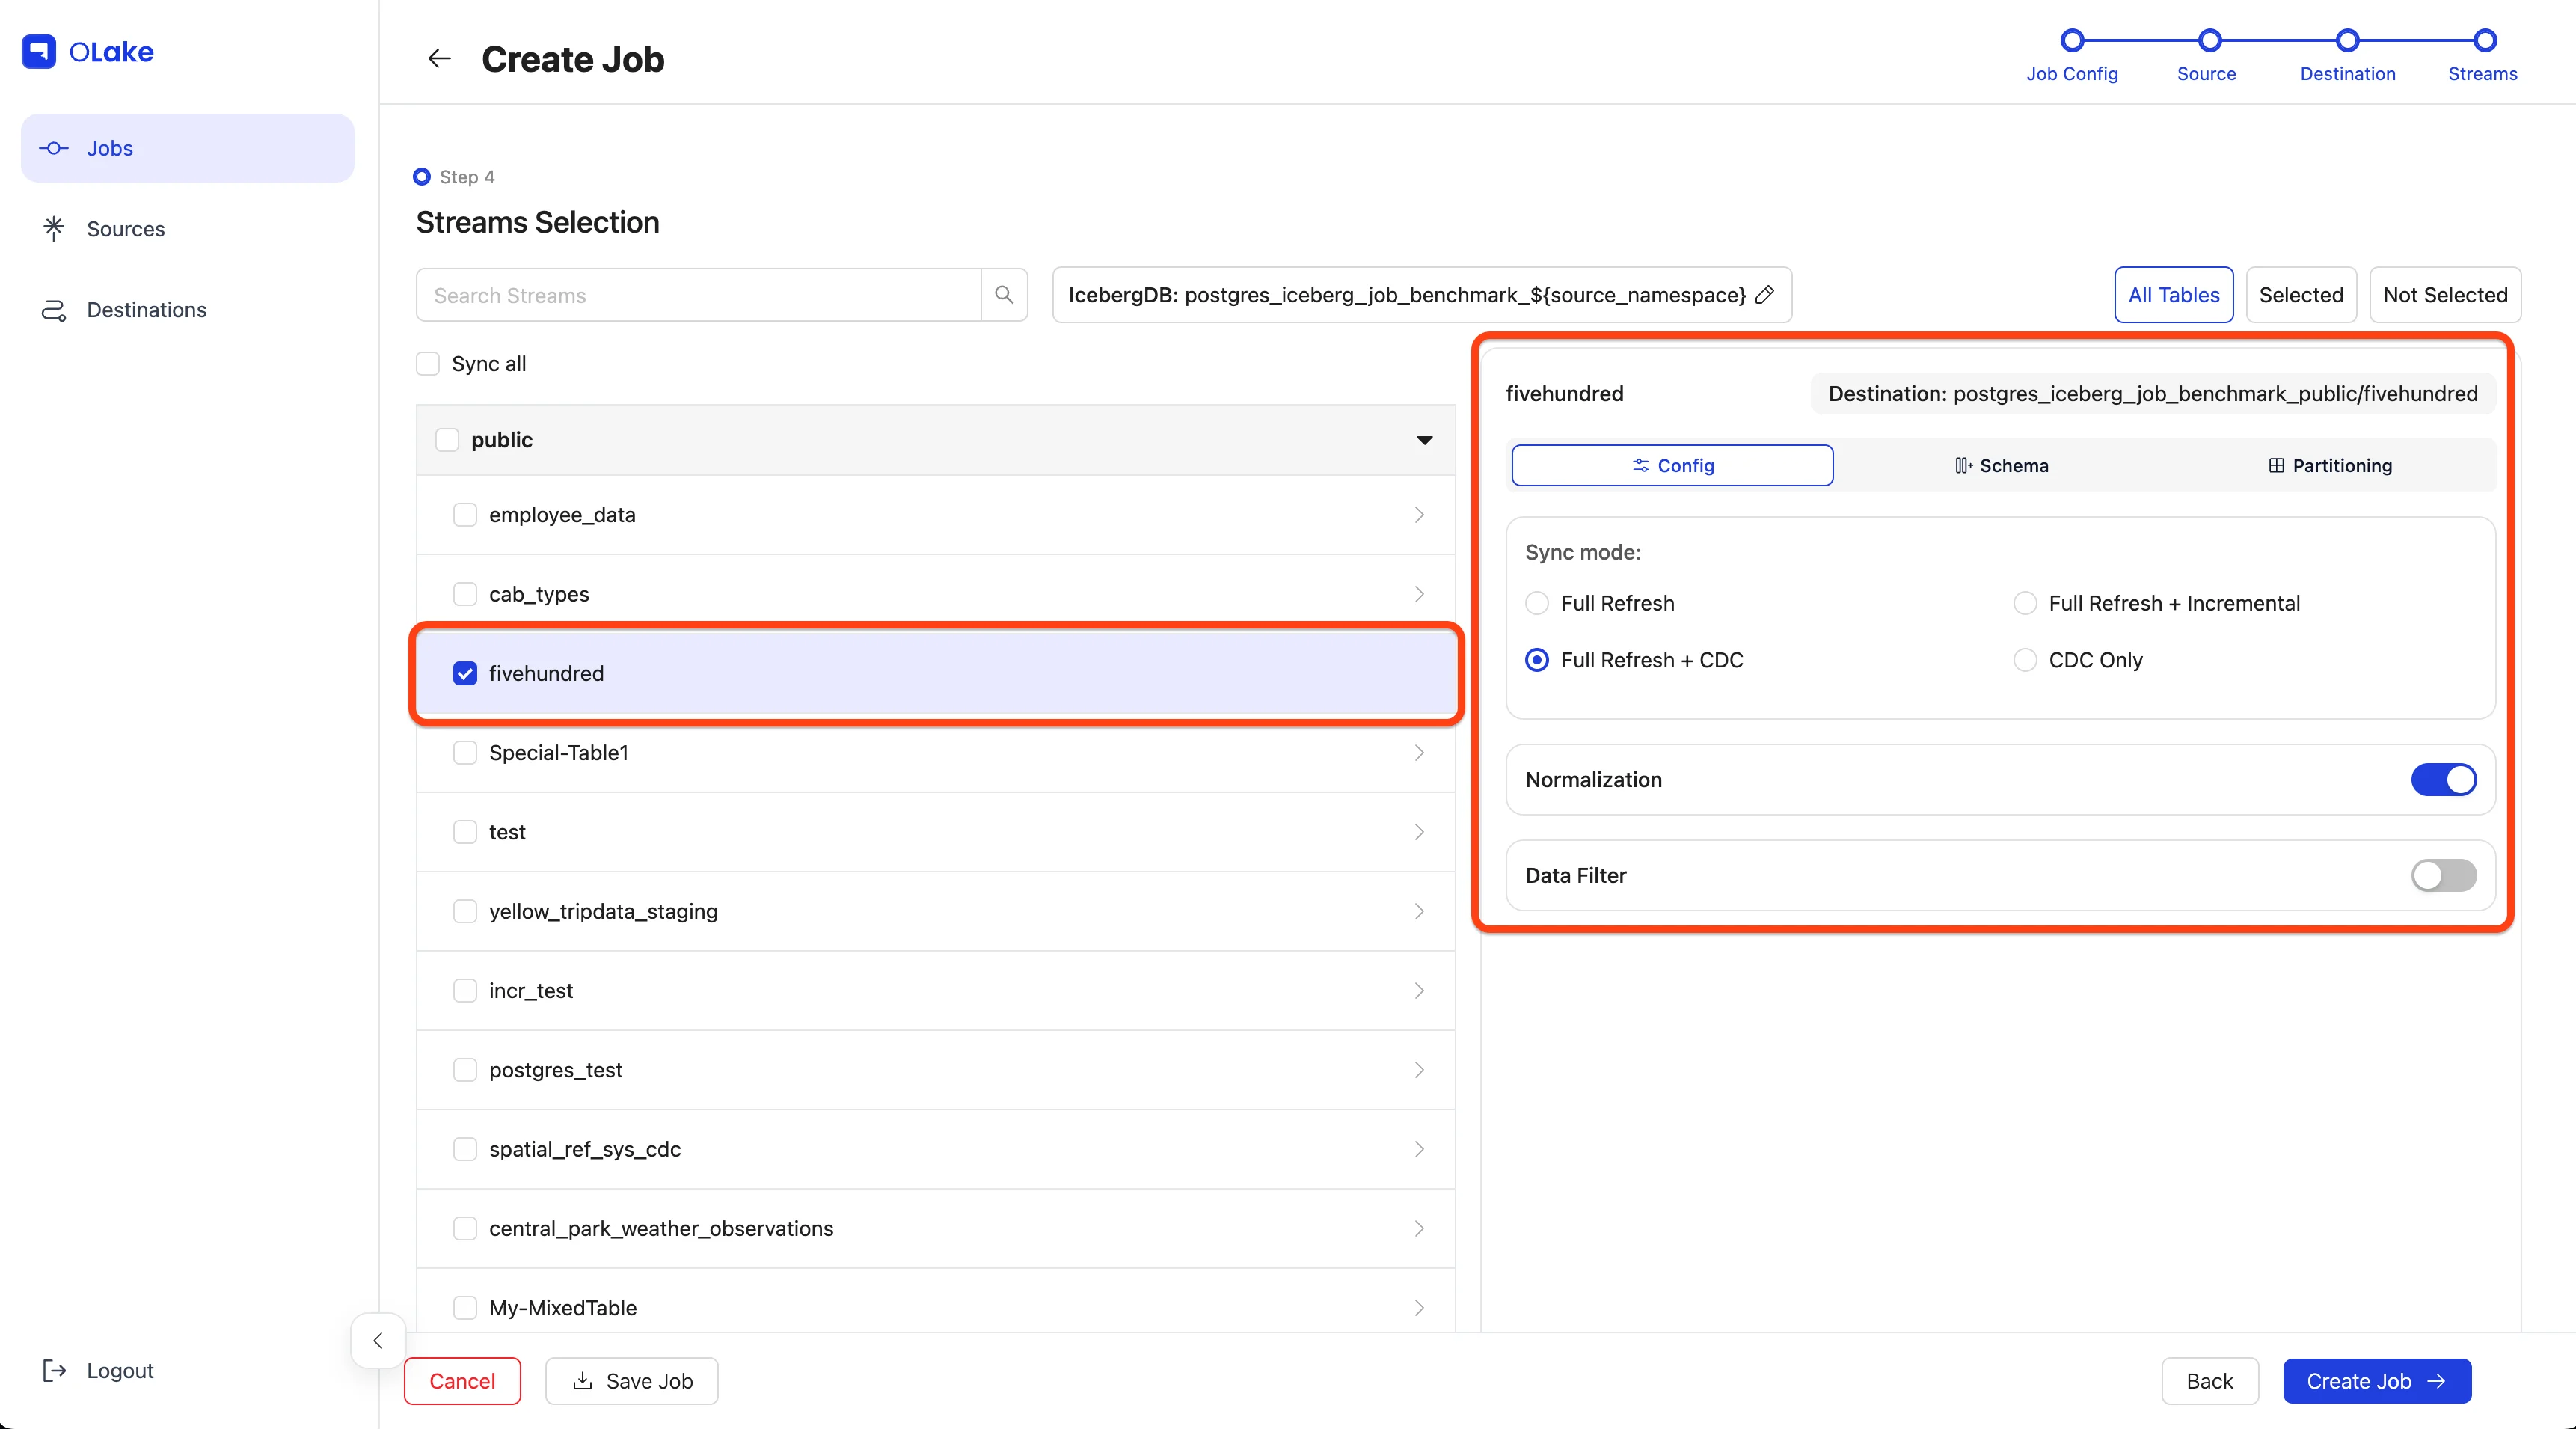 OLake
Jobs
Sources
Destinations
Logout
Create Job
Job Config
Source
Destination
Streams
Step 4
Streams Selection
Search Streams
IcebergDB: postgres_iceberg_job_benchmark_${source_namespace}
All Tables
Selected
Not Selected
Sync all
public
employee_data
cab_types
fivehundred
Special-Table1
test
yellow_tripdata_staging
incr_test
postgres_test
spatial_ref_sys_cdc
central_park_weather_observations
My-MixedTable
fivehundred
Destination: postgres_iceberg_job_benchmark_public/fivehundred
Config
Schema
Partitioning
Sync mode:
Full Refresh
Full Refresh + Incremental
Full Refresh + CDC
CDC Only
Normalization
Data Filter
Cancel
Save Job
Back
Create Job